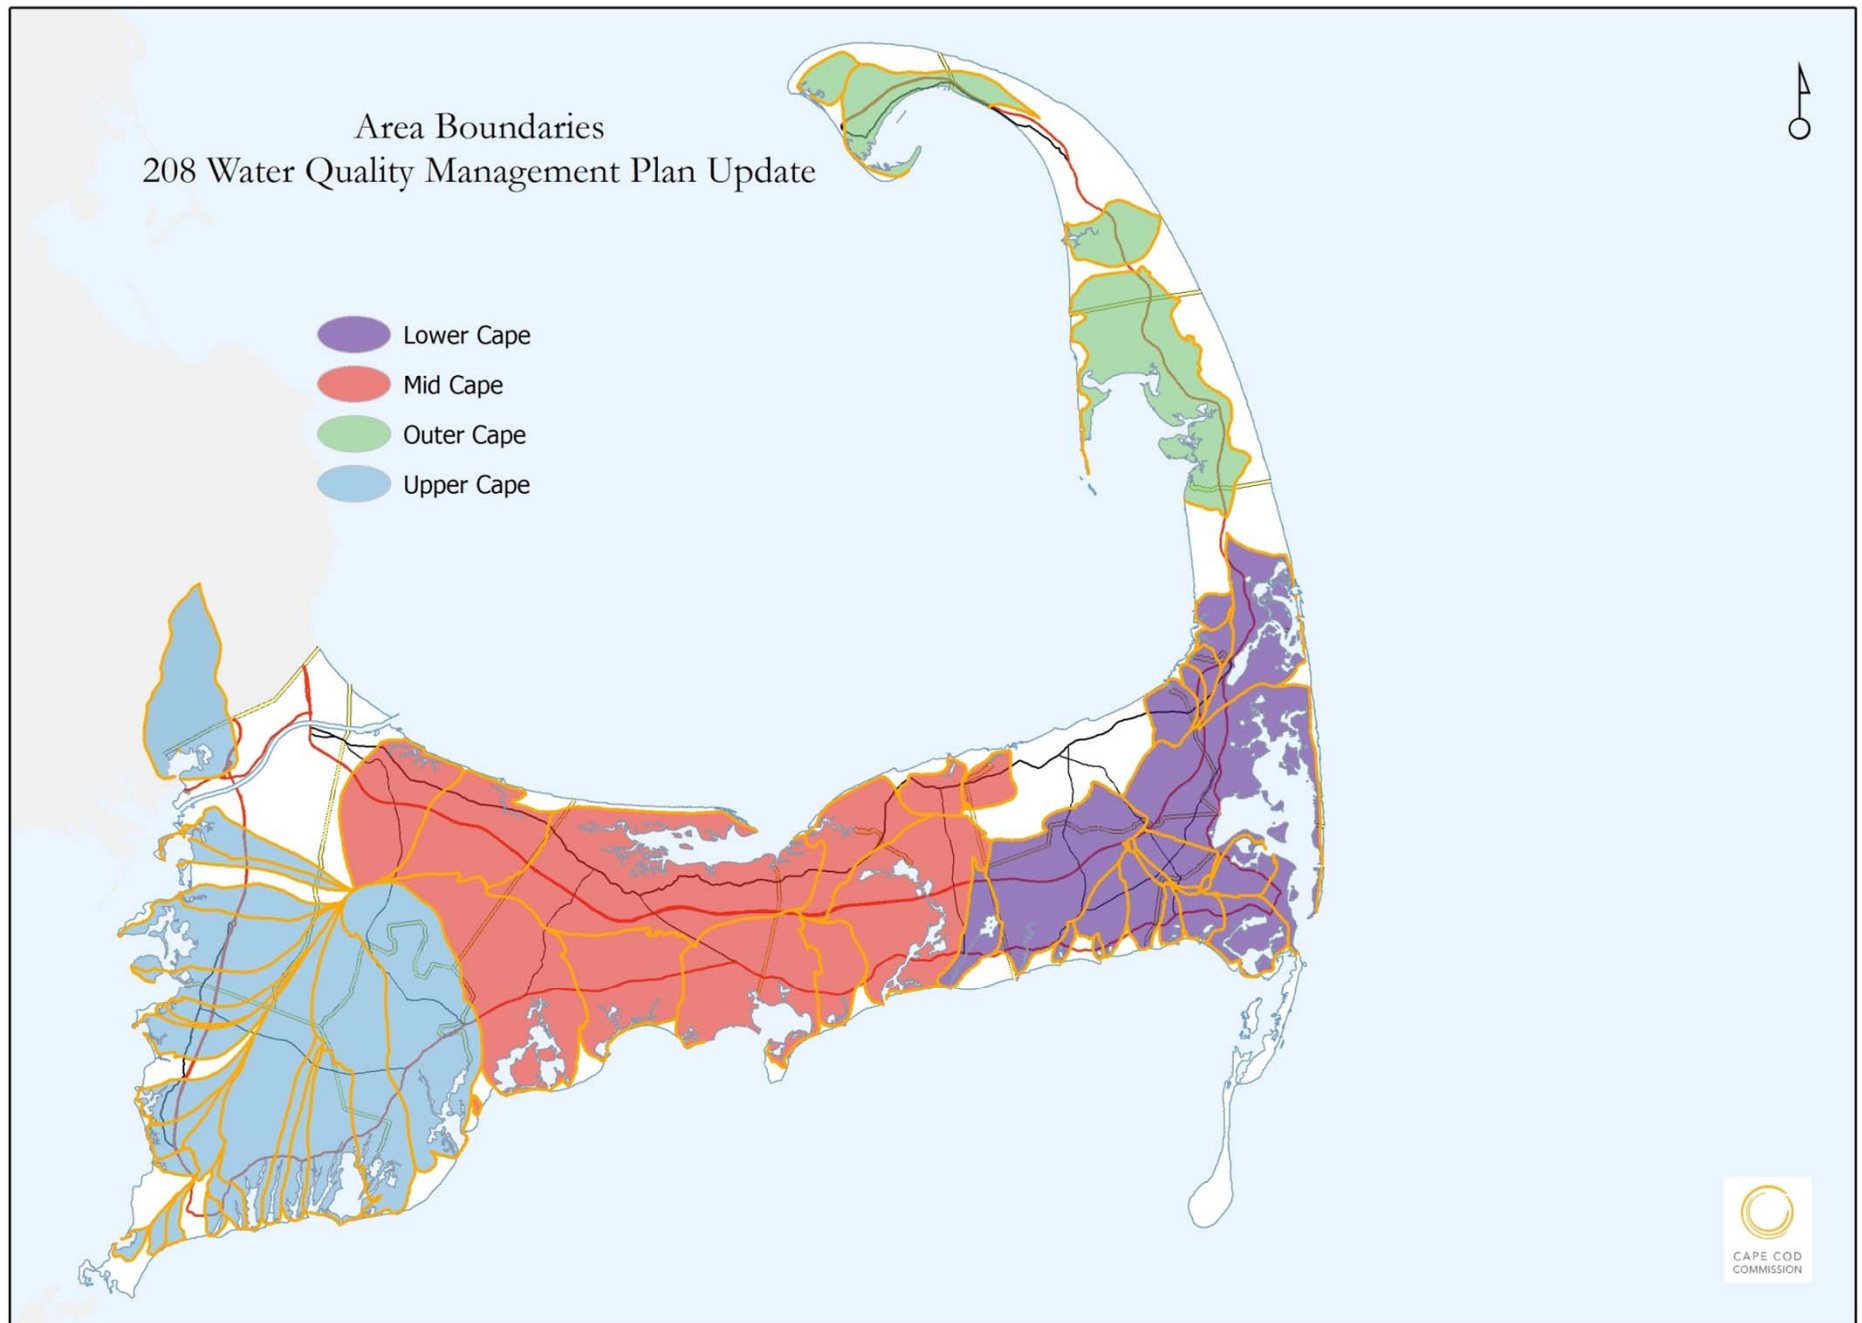 Area Boundaries
208 Water Quality Management Plan Update
Lower Cape
Mid Cape
Outer Cape
Upper Cape
CAPE COD
COMMISSION